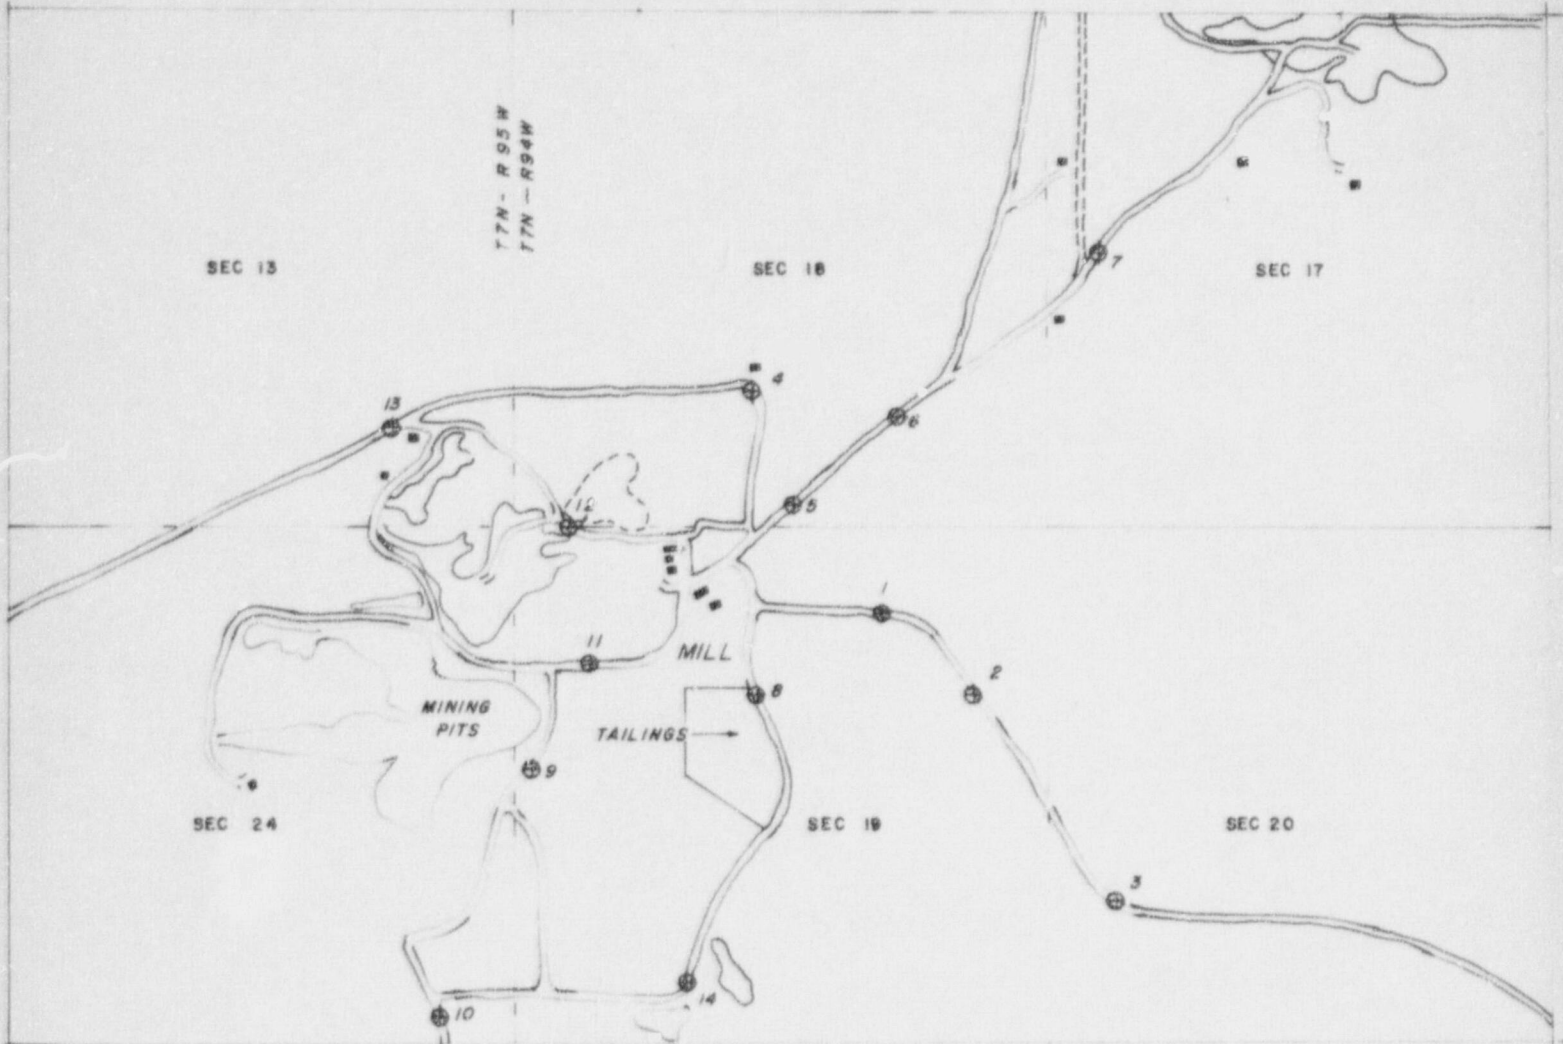 T7N - R 95W
T7N - R94W
SEC 13
SEC 18
SEC 17
7
4
13
6
12
5
1
11
MILL
2
8
MINING
PITS
TAILINGS
9
SEC 24
SEC 19
SEC 20
3
14
10